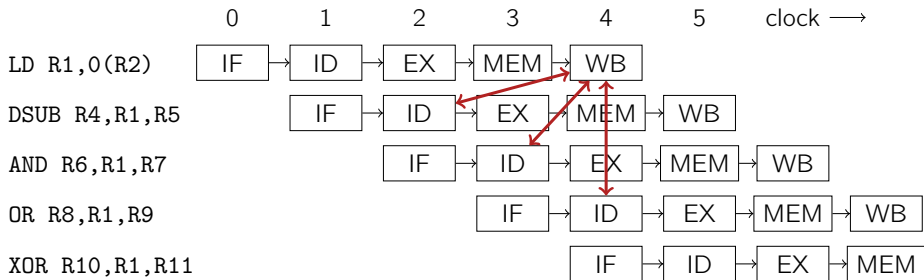 0 1 2 3 4 5 clock
LD R1,0(R2) IF ID EX MEM WB
DSUB R4,R1,R5 IF ID EX MEM WB
AND R6,R1,R7 IF ID EX MEM WB
OR R8,R1,R9 IF ID EX MEM WB
XOR R10,R1,R11 IF ID EX MEM